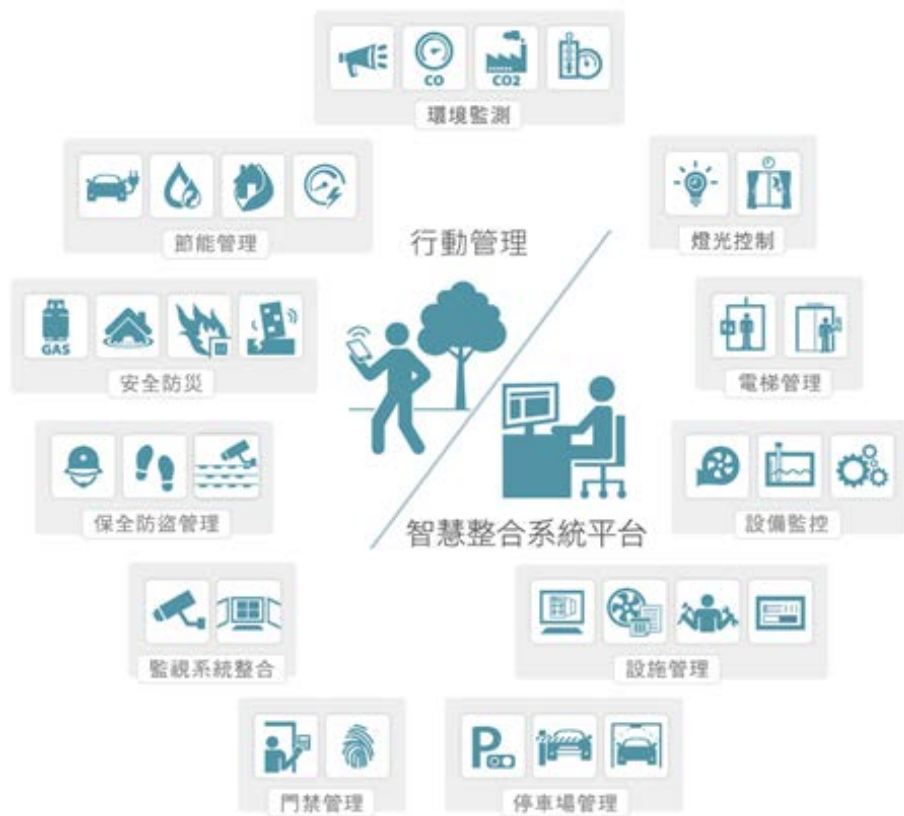 CO
CO2
環境監測
節能管理
行動管理
燈光控制
GAS
安全防災
電梯管理
保全防盜管理
設備監控
智慧整合系統平台
監視系統整合
設施管理
門禁管理
P
停車場管理